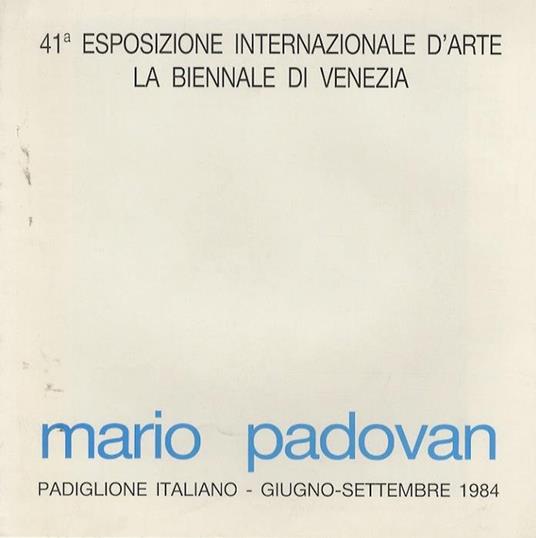 41ª ESPOSIZIONE INTERNAZIONALE D'ARTE
LA BIENNALE DI VENEZIA
mario padovan
PADIGLIONE ITALIANO - GIUGNO-SETTEMBRE 1984